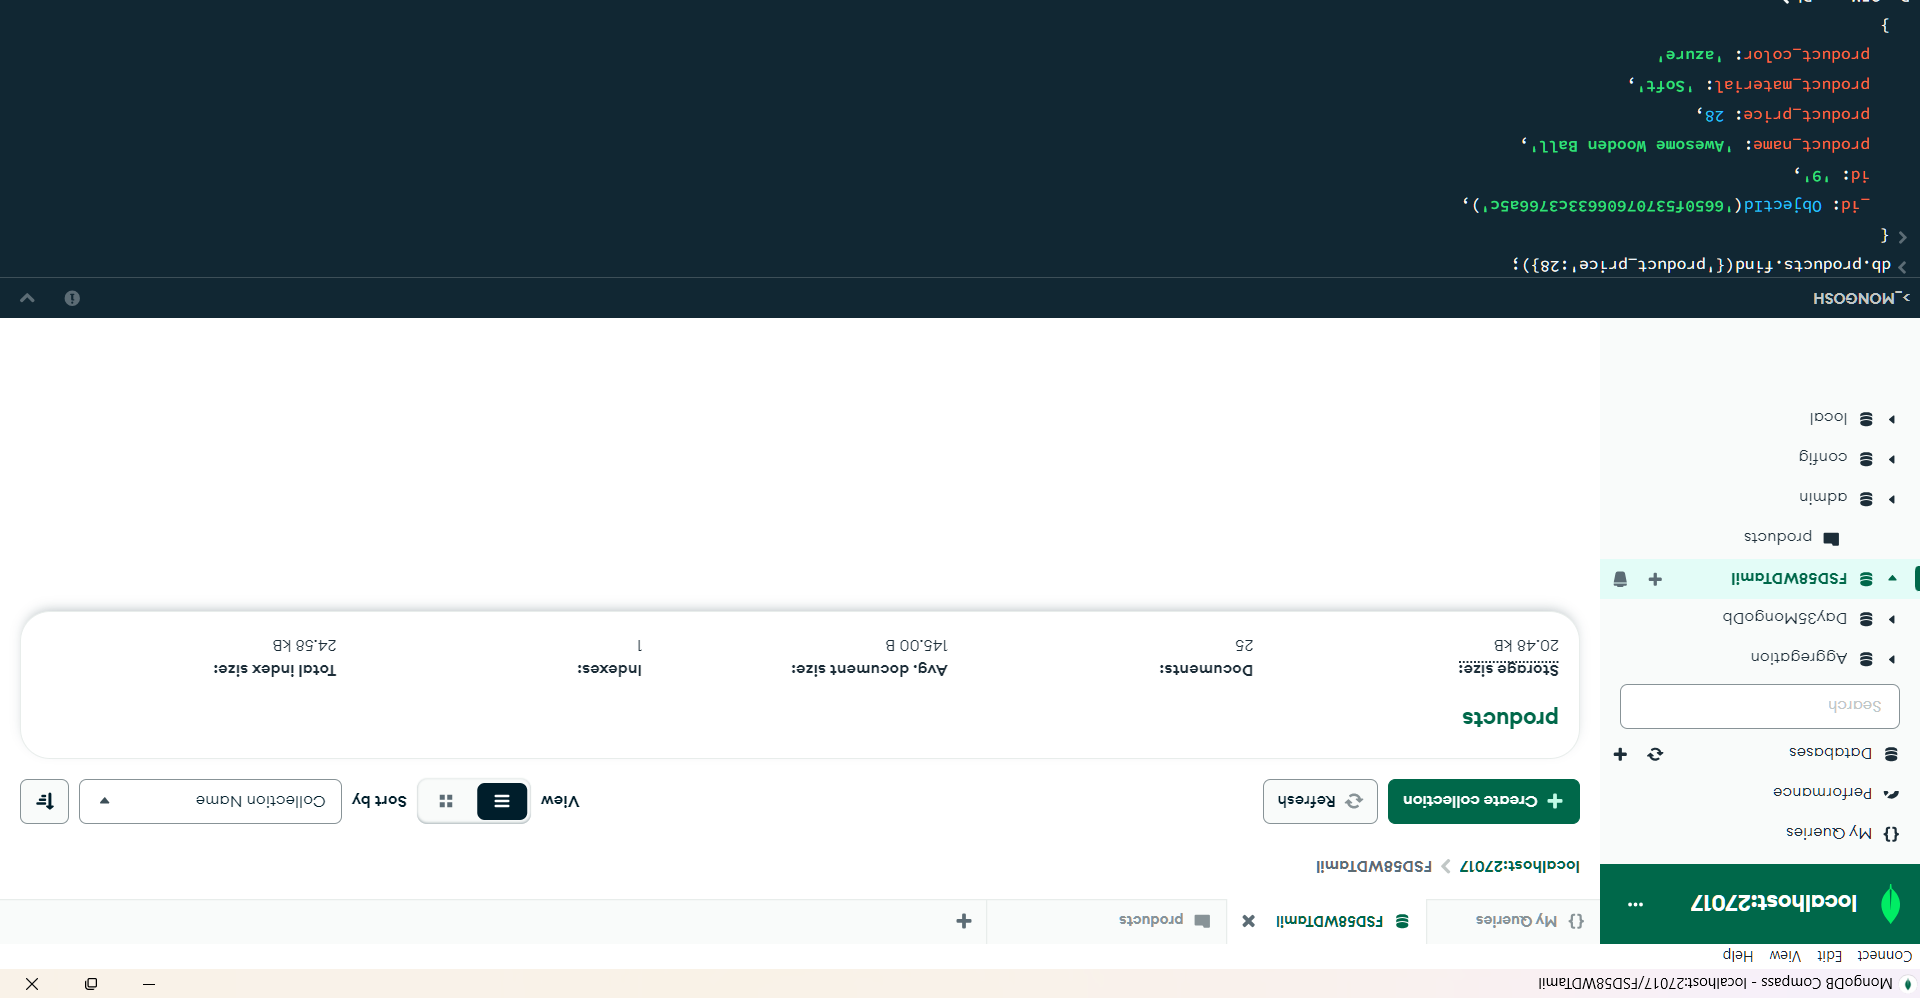 MongoDB Compass - localhost:27017/FSD58WDTamil
Connect Edit View Help
localhost:27017 ...
{} My Queries
FSD58WDTamil
products
localhost:27017 > FSD58WDTamil
My Queries
Performance
Databases
Search
Aggregation
Day35MongoDb
FSD58WDTamil
products
admin
config
local
Create collection
Refresh
View
Sort by
Collection Name
products
Storage size: Documents: Avg. document size: Indexes: Total index size:
20.48 kB 25 145.00 B 1 24.58 kB
>_MONGOSH
> db.products.find({'product_price':28});
< {
_id: ObjectId('6650f53707606633c3766a5c'),
id: '9',
product_name: 'Awesome Wooden Ball',
product_price: 28,
product_material: 'Soft',
product_color: 'azure'
}